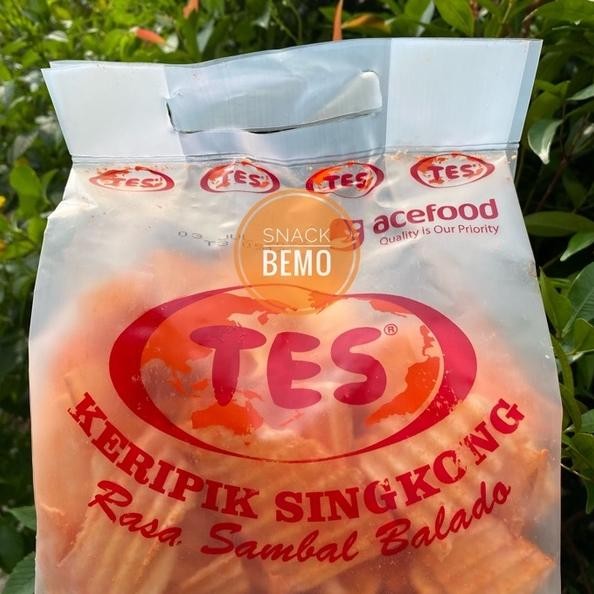 TES TES TES TES
acefood
Quality is Our Priority
SNACK
BEMO
TES®
KERIPIK SINGKONG
Rasa Sambal Balado